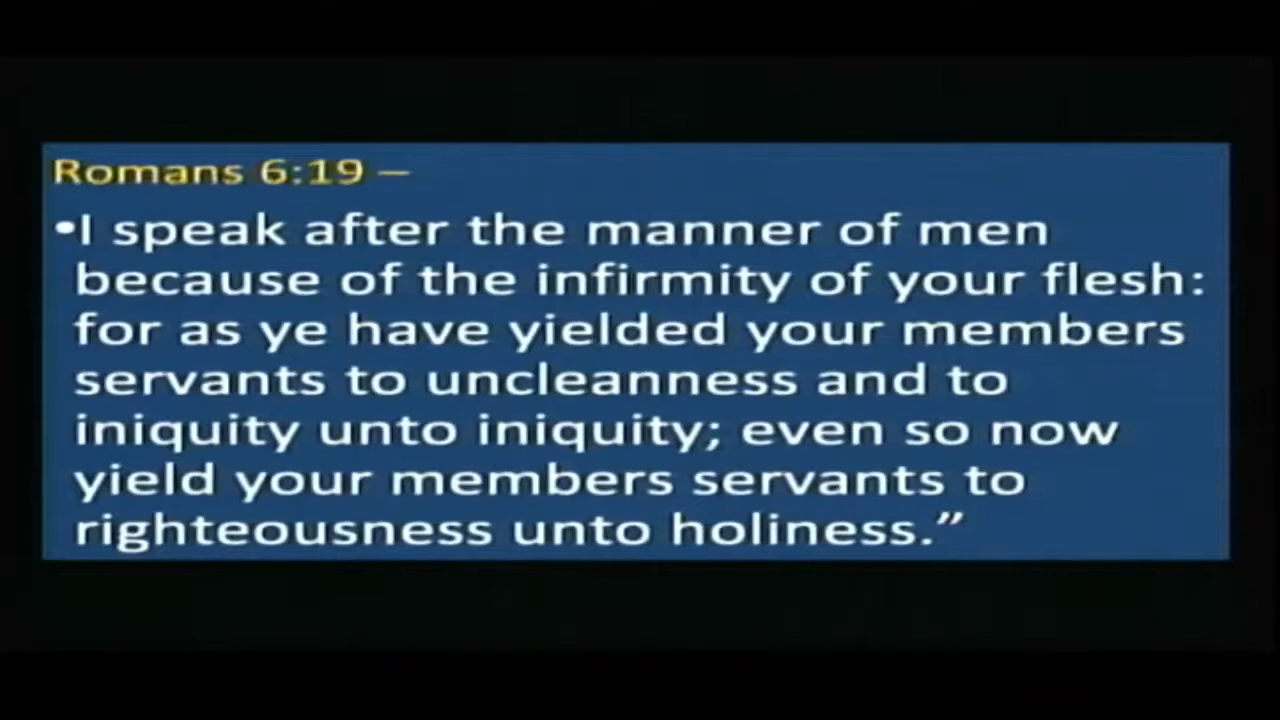 Romans 6:19 –
•I speak after the manner of men
because of the infirmity of your flesh:
for as ye have yielded your members
servants to uncleanness and to
iniquity unto iniquity; even so now
yield your members servants to
righteousness unto holiness.”